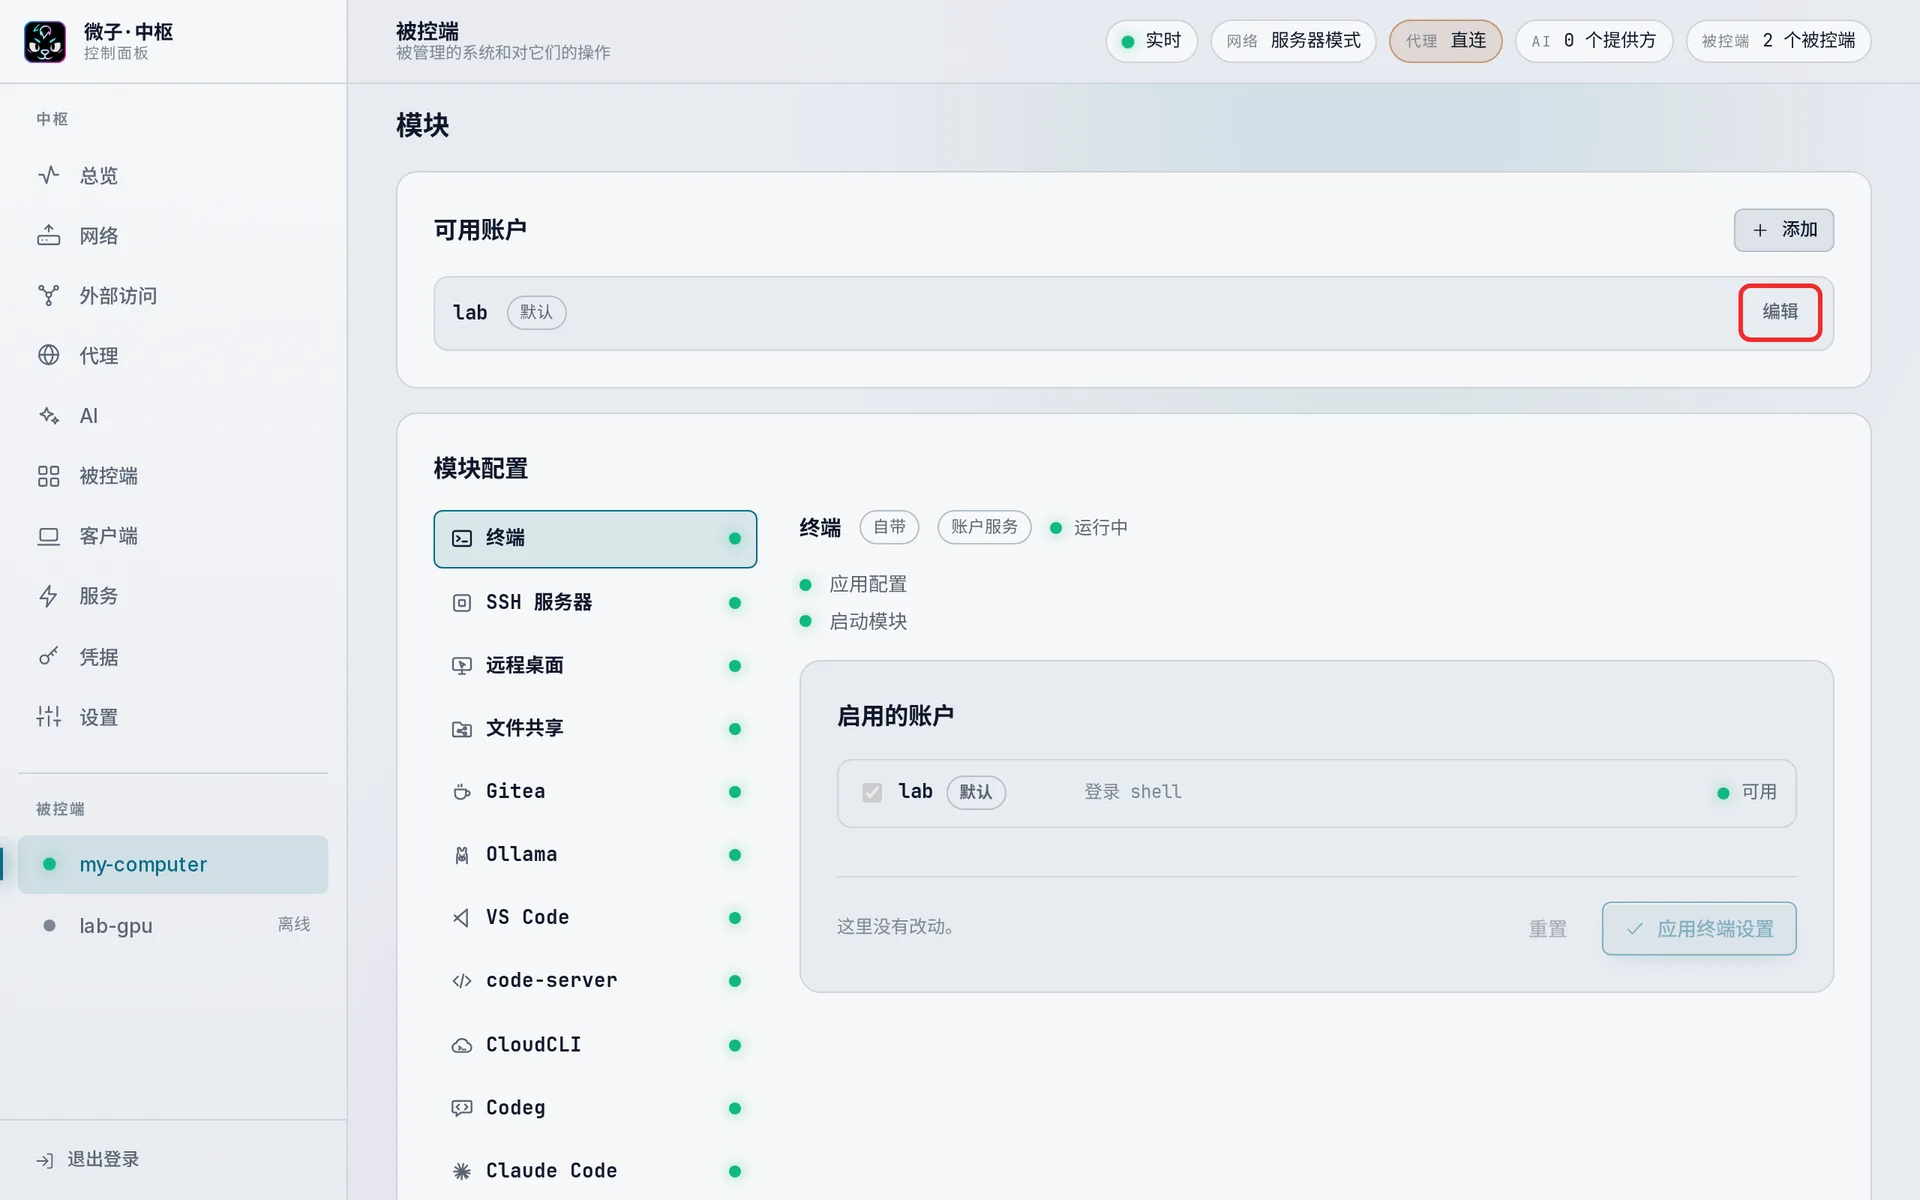 微子·中枢
控制面板
被控端
被管理的系统和对它们的操作
实时
网络 服务器模式
代理 直连
AI 0 个提供方
被控端 2 个被控端
中枢
总览
网络
外部访问
代理
AI
被控端
客户端
服务
凭据
设置
被控端
my-computer
lab-gpu 离线
退出登录
模块
可用账户
+ 添加
lab 默认
编辑
模块配置
终端
SSH 服务器
远程桌面
文件共享
Gitea
Ollama
VS Code
code-server
CloudCLI
Codeg
Claude Code
终端 自带 账户服务 运行中
应用配置
启动模块
启用的账户
lab 默认 登录 shell 可用
这里没有改动。
重置
应用终端设置